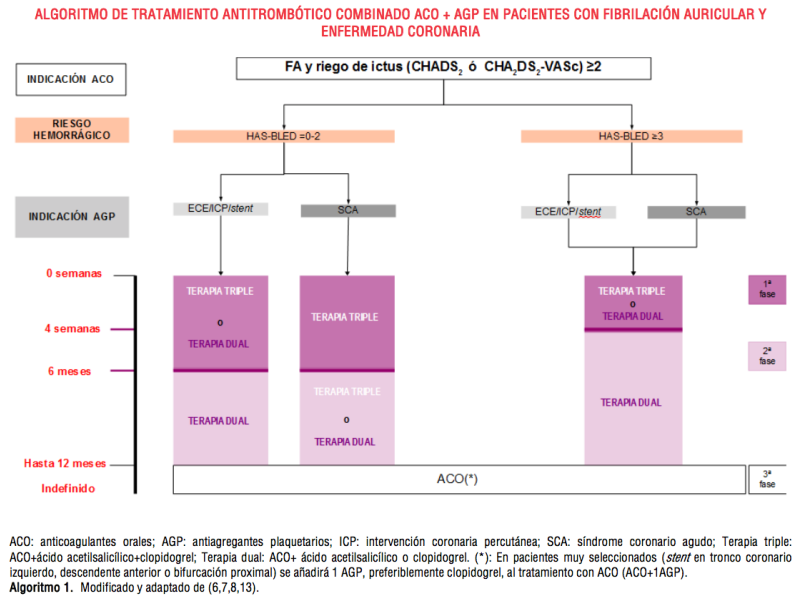 ALGORITMO DE TRATAMIENTO ANTITROMBÓTICO COMBINADO ACO + AGP EN PACIENTES CON FIBRILACIÓN AURICULAR Y
ENFERMEDAD CORONARIA
INDICACIÓN ACO
FA y riego de ictus (CHADS₂ ó CHA₂DS₂-VASc) ≥2
RIESGO
HEMORRÁGICO
HAS-BLED =0-2
HAS-BLED ≥3
INDICACIÓN AGP
ECE/ICP/stent
SCA
ECE/ICP/stent
SCA
0 semanas
4 semanas
6 meses
Hasta 12 meses
Indefinido
TERAPIA TRIPLE
o
TERAPIA DUAL
TERAPIA DUAL
TERAPIA TRIPLE
TERAPIA TRIPLE
o
TERAPIA DUAL
TERAPIA TRIPLE
o
TERAPIA DUAL
TERAPIA DUAL
1ª
fase
2ª
fase
ACO(*)
3ª
fase
ACO: anticoagulantes orales; AGP: antiagregantes plaquetarios; ICP: intervención coronaria percutánea; SCA: síndrome coronario agudo; Terapia triple:
ACO+ácido acetilsalicílico+clopidogrel; Terapia dual: ACO+ ácido acetilsalicílico o clopidogrel. (*): En pacientes muy seleccionados (stent en tronco coronario
izquierdo, descendente anterior o bifurcación proximal) se añadirá 1 AGP, preferiblemente clopidogrel, al tratamiento con ACO (ACO+1AGP).
Algoritmo 1. Modificado y adaptado de (6,7,8,13).